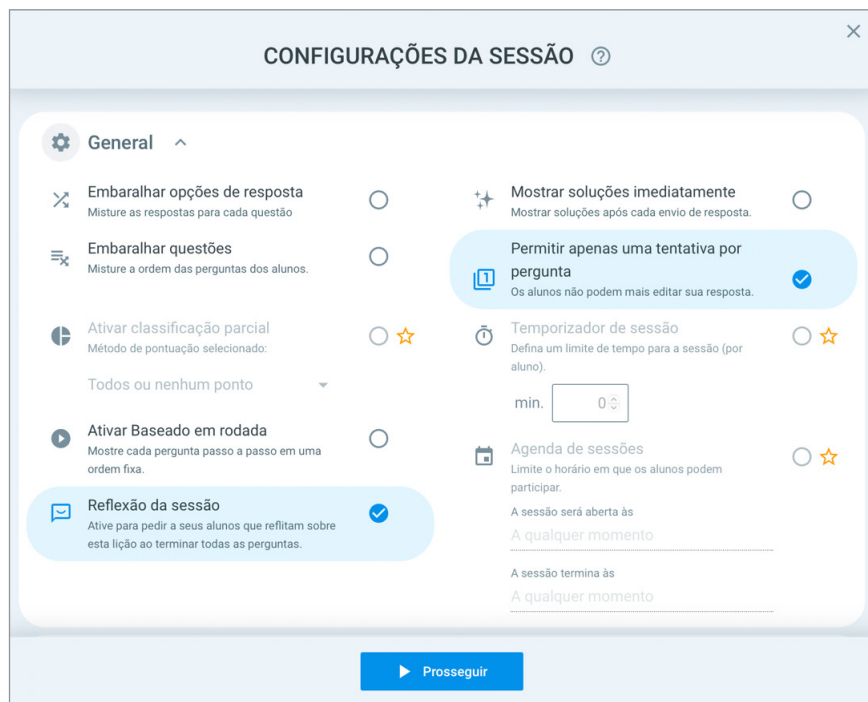 CONFIGURAÇÕES DA SESSÃO
General
Embaralhar opções de resposta
Misture as respostas para cada questão
Embaralhar questões
Misture a ordem das perguntas dos alunos.
Ativar classificação parcial
Método de pontuação selecionado:
Todos ou nenhum ponto
Ativar Baseado em rodada
Mostre cada pergunta passo a passo em uma
ordem fixa.
Reflexão da sessão
Ative para pedir a seus alunos que reflitam sobre
esta lição ao terminar todas as perguntas.
Mostrar soluções imediatamente
Mostrar soluções após cada envio de resposta.
Permitir apenas uma tentativa por
pergunta
1
Os alunos não podem mais editar sua resposta.
Temporizador de sessão
Defina um limite de tempo para a sessão (por
aluno).
min. 0
Agenda de sessões
Limite o horário em que os alunos podem
participar.
A sessão será aberta às
A qualquer momento
A sessão termina às
A qualquer momento
Prosseguir